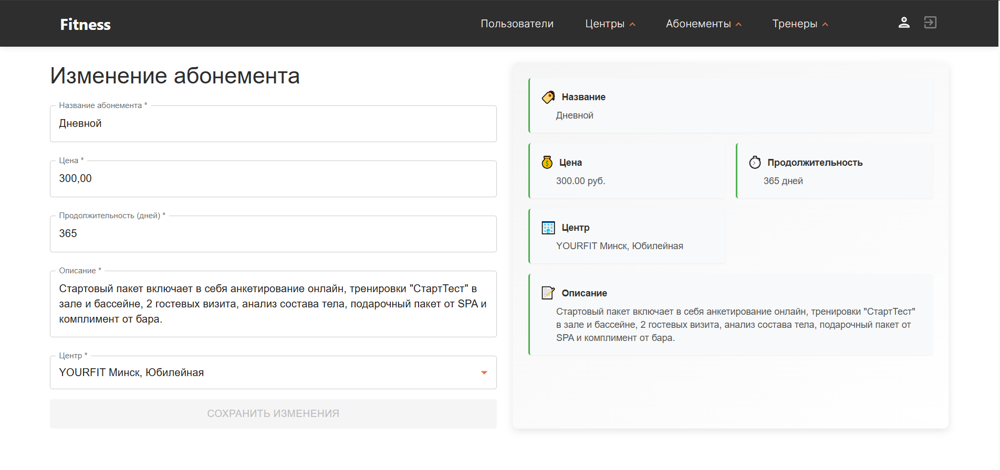 Fitness
Пользователи
Центры
Абонементы
Тренеры
Изменение абонемента
Название абонемента *
Дневной
Цена *
300,00
Продолжительность (дней) *
365
Описание *
Стартовый пакет включает в себя анкетирование онлайн, тренировки "СтартТест" в
зале и бассейне, 2 гостевых визита, анализ состава тела, подарочный пакет от SPA и
комплимент от бара.
Центр *
YOURFIT Минск, Юбилейная
СОХРАНИТЬ ИЗМЕНЕНИЯ
Название
Дневной
Цена
300.00 руб.
Продолжительность
365 дней
Центр
YOURFIT Минск, Юбилейная
Описание
Стартовый пакет включает в себя анкетирование онлайн, тренировки "СтартТест"
в зале и бассейне, 2 гостевых визита, анализ состава тела, подарочный пакет от
SPA и комплимент от бара.